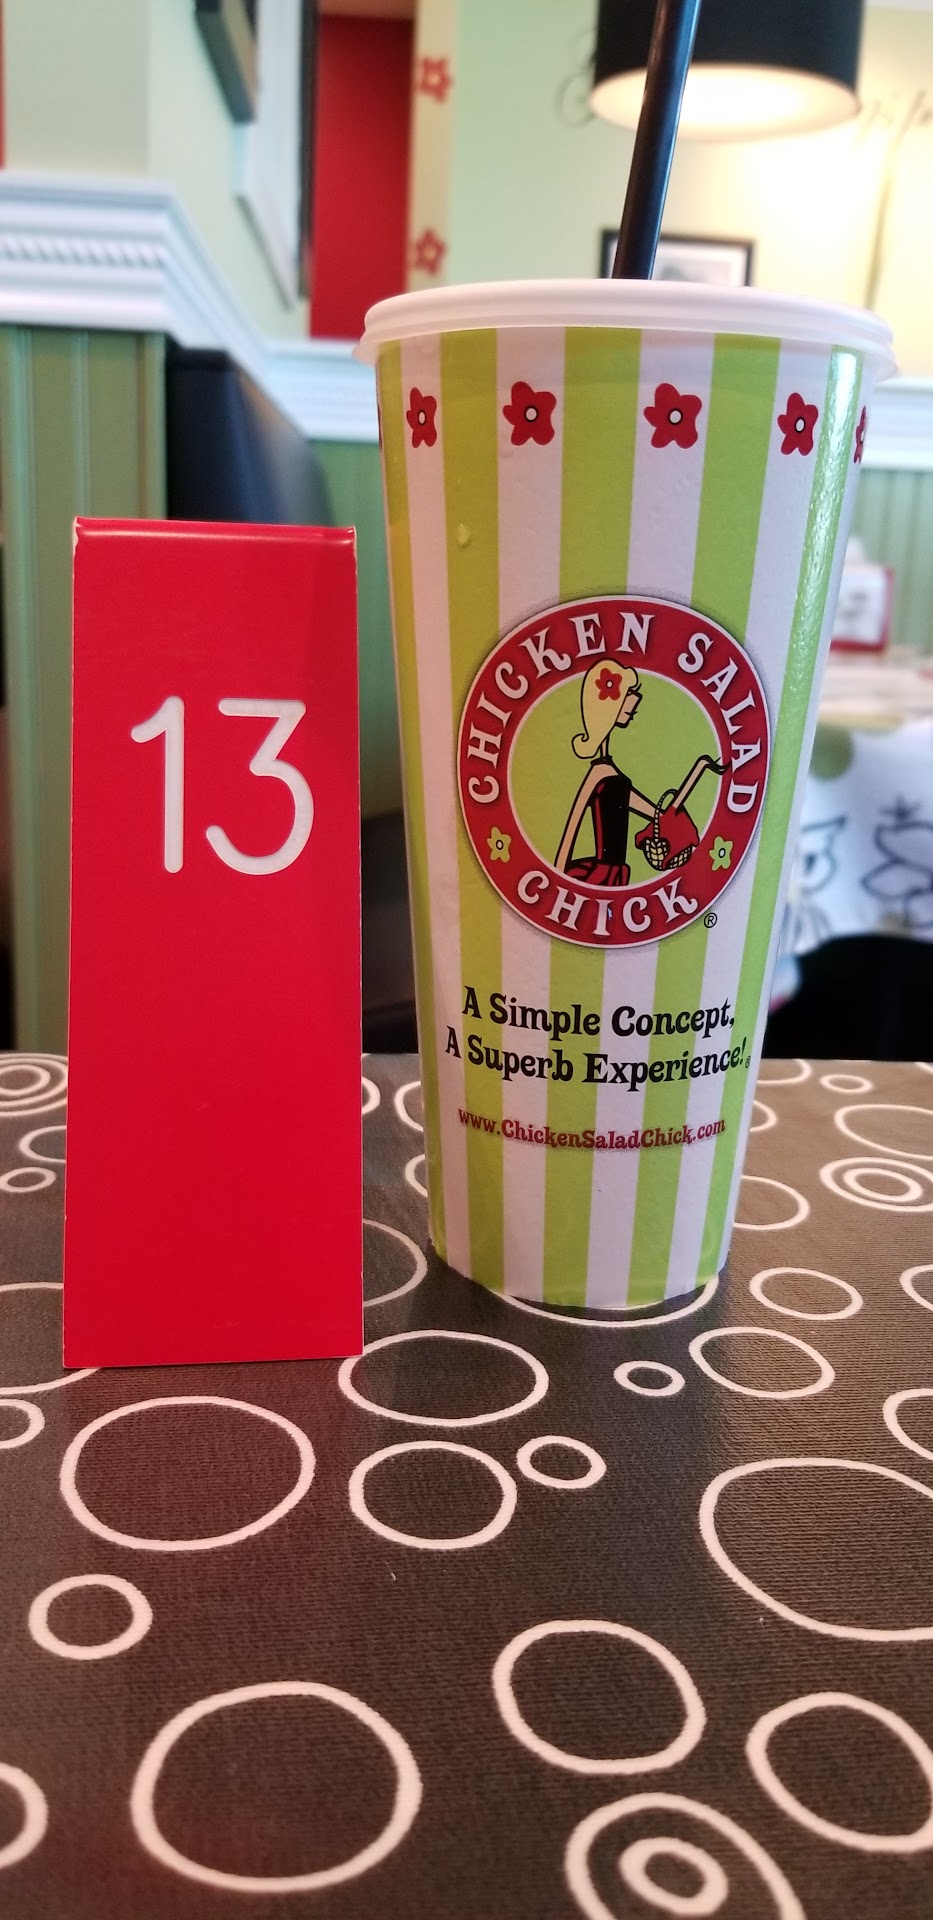 13
CHICKEN SALAD
CHICK®
A Simple Concept,
A Superb Experience!®
www.ChickenSaladChick.com